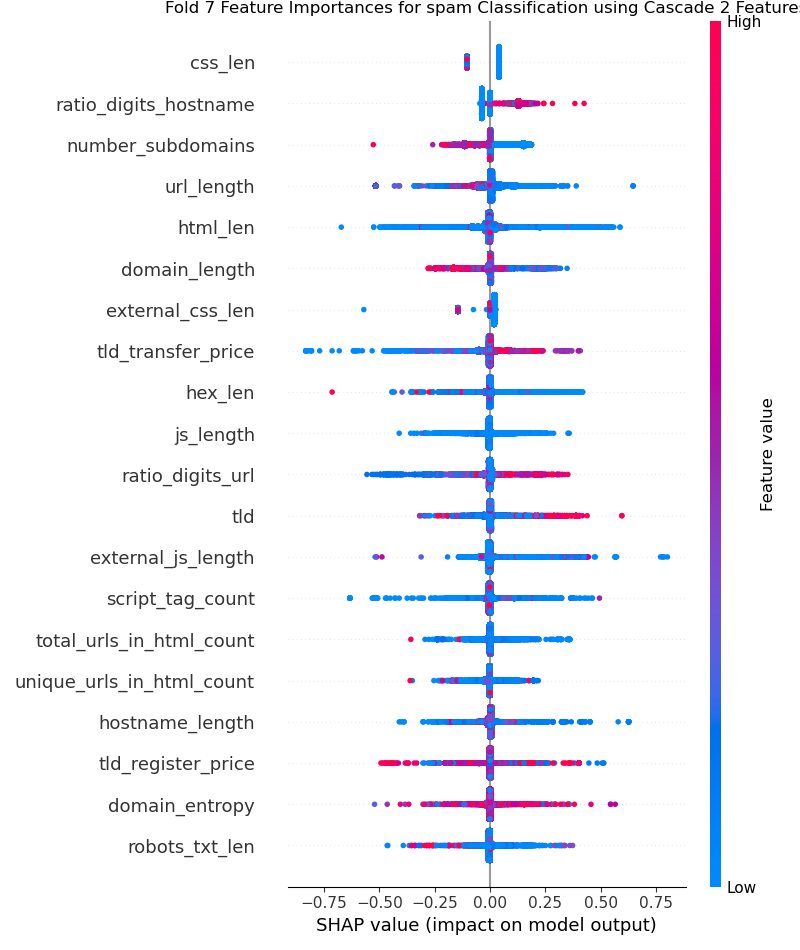 Fold 7 Feature Importances for spam Classification using Cascade 2 Features
High
css_len
ratio_digits_hostname
number_subdomains
url_length
html_len
domain_length
external_css_len
tld_transfer_price
hex_len
js_length
ratio_digits_url
tld
external_js_length
script_tag_count
total_urls_in_html_count
unique_urls_in_html_count
hostname_length
tld_register_price
domain_entropy
robots_txt_len
Feature value
Low
−0.75 −0.50 −0.25 0.00 0.25 0.50 0.75
SHAP value (impact on model output)